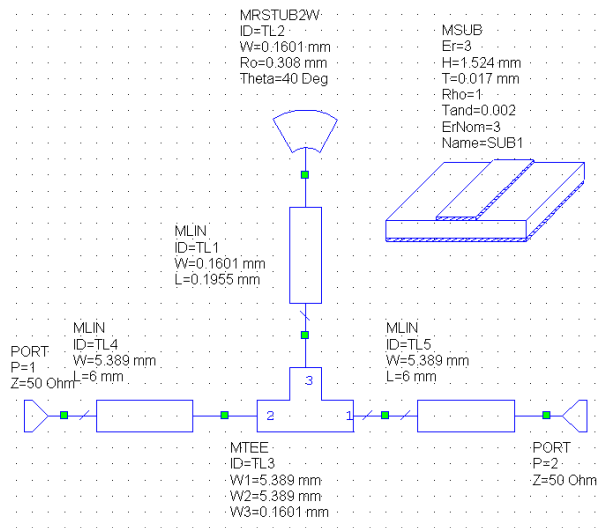 MRSTUB2W
ID=TL2
W=0.1601 mm
Ro=0.308 mm
Theta=40 Deg
MSUB
Er=3
H=1.524 mm
T=0.017 mm
Rho=1
Tand=0.002
ErNom=3
Name=SUB1
MLIN
ID=TL1
W=0.1601 mm
L=0.1955 mm
MLIN
ID=TL4
W=5.389 mm
L=6 mm
MLIN
ID=TL5
W=5.389 mm
L=6 mm
PORT
P=1
Z=50 Ohm
3
2
1
MTEE
ID=TL3
W1=5.389 mm
W2=5.389 mm
W3=0.1601 mm
PORT
P=2
Z=50 Ohm